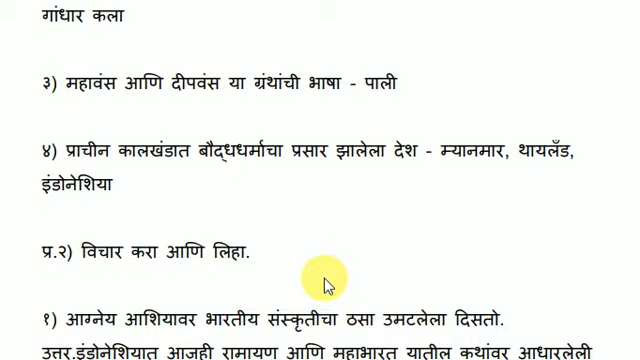 गांधार कला
३) महावंस आणि दीपवंस या ग्रंथांची भाषा - पाली
४) प्राचीन कालखंडात बौद्धधर्माचा प्रसार झालेला देश - म्यानमार, थायलँड,
इंडोनेशिया
प्र.२) विचार करा आणि लिहा.
१) आग्नेय आशियावर भारतीय संस्कृतीचा ठसा उमटलेला दिसतो.
उत्तर.इंडोनेशियात आजही रामायण आणि महाभारत यातील कथांवर आधारलेली